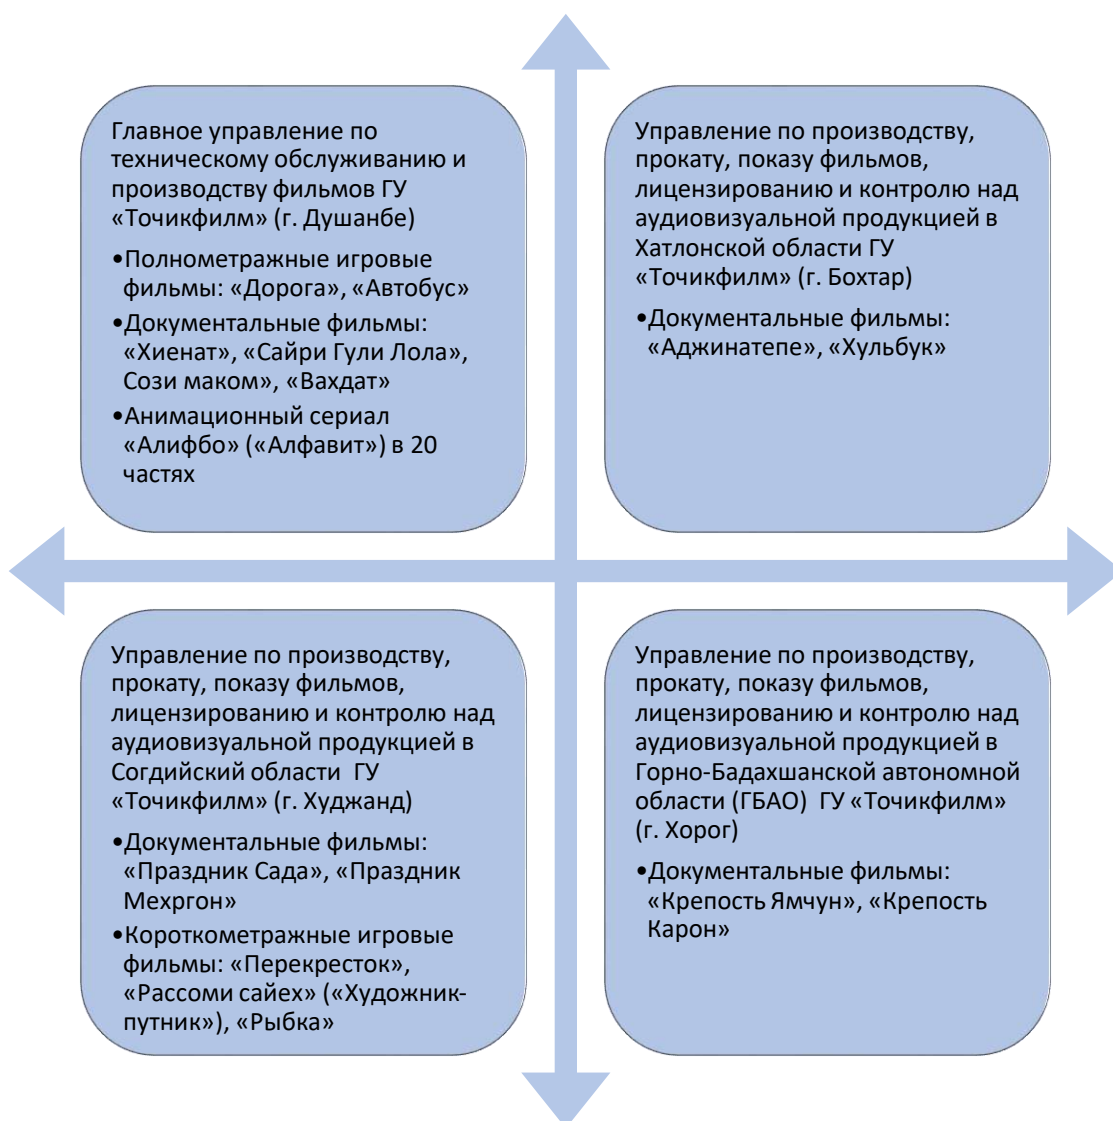 Главное управление по
техническому обслуживанию и
производству фильмов ГУ
«Точикфилм» (г. Душанбе)
•Полнометражные игровые
фильмы: «Дорога», «Автобус»
•Документальные фильмы:
«Хиенат», «Сайри Гули Лола»,
Сози маком», «Вахдат»
•Анимационный сериал
«Алифбо» («Алфавит») в 20
частях
Управление по производству,
прокату, показу фильмов,
лицензированию и контролю над
аудиовизуальной продукцией в
Хатлонской области ГУ
«Точикфилм» (г. Бохтар)
•Документальные фильмы:
«Аджинатепе», «Хульбук»
Управление по производству,
прокату, показу фильмов,
лицензированию и контролю над
аудиовизуальной продукцией в
Согдийский области ГУ
«Точикфилм» (г. Худжанд)
•Документальные фильмы:
«Праздник Сада», «Праздник
Мехргон»
•Короткометражные игровые
фильмы: «Перекресток»,
«Рассоми сайех» («Художник-
путник»), «Рыбка»
Управление по производству,
прокату, показу фильмов,
лицензированию и контролю над
аудиовизуальной продукцией в
Горно-Бадахшанской автономной
области (ГБАО) ГУ «Точикфилм»
(г. Хорог)
•Документальные фильмы:
«Крепость Ямчун», «Крепость
Карон»